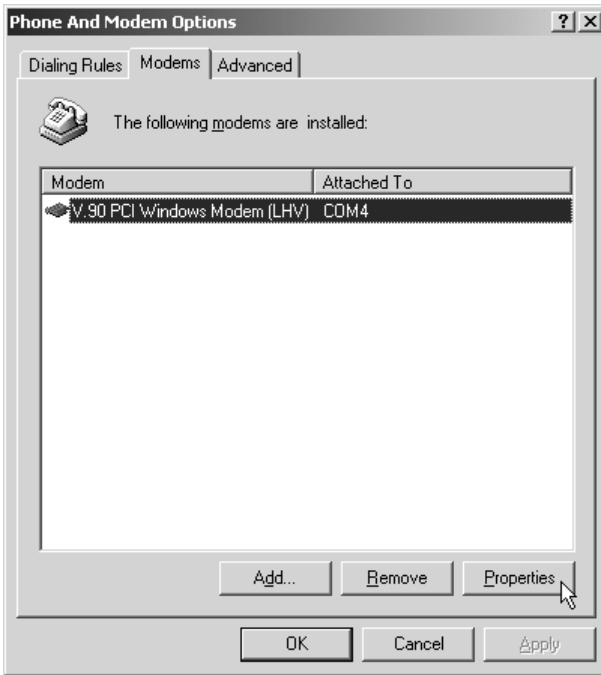 Phone And Modem Options ? ×
Dialing Rules Modems Advanced
The following modems are installed:
Modem Attached To
V.90 PCI Windows Modem (LHV) COM4
Add... Remove Properties
OK Cancel Apply